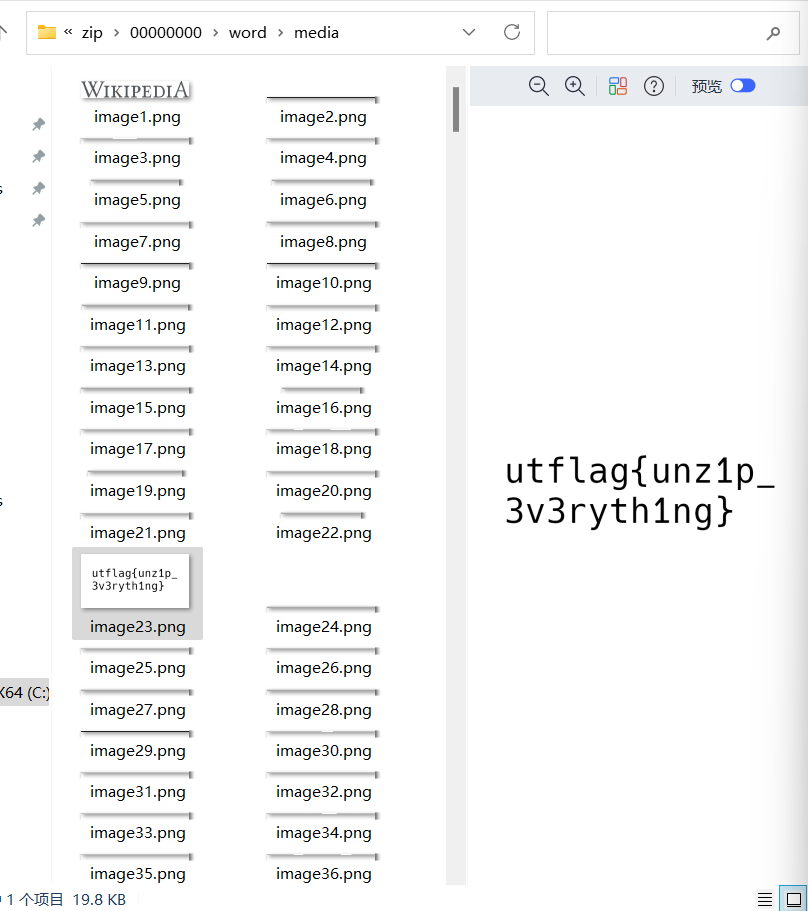 « zip › 00000000 › word › media
预览
WIKIPEDIA
image1.png image2.png
image3.png image4.png
image5.png image6.png
image7.png image8.png
image9.png image10.png
image11.png image12.png
image13.png image14.png
image15.png image16.png
image17.png image18.png
image19.png image20.png
image21.png image22.png
utflag{unz1p_
3v3ryth1ng}
image23.png image24.png
image25.png image26.png
image27.png image28.png
image29.png image30.png
image31.png image32.png
image33.png image34.png
image35.png image36.png
utflag{unz1p_
3v3ryth1ng}
X64 (C:)
1 个项目 19.8 KB